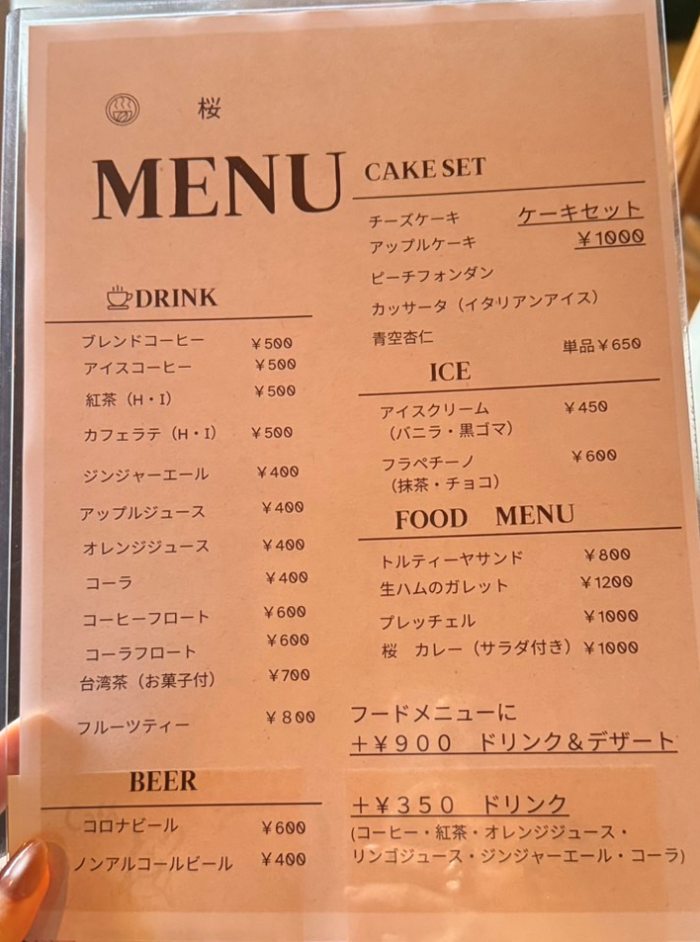 桜
MENU
DRINK
ブレンドコーヒー ¥500
アイスコーヒー ¥500
紅茶（H・I） ¥500
カフェラテ（H・I） ¥500
ジンジャーエール ¥400
アップルジュース ¥400
オレンジジュース ¥400
コーラ ¥400
コーヒーフロート ¥600
コーラフロート ¥600
台湾茶（お菓子付） ¥700
フルーツティー ¥８００
BEER
コロナビール ¥600
ノンアルコールビール ¥400
CAKE SET
チーズケーキ ケーキセット
アップルケーキ ¥1000
ピーチフォンダン
カッサータ（イタリアンアイス）
青空杏仁 単品¥650
ICE
アイスクリーム ¥450
（バニラ・黒ゴマ）
フラペチーノ ¥600
（抹茶・チョコ）
FOOD MENU
トルティーヤサンド ¥800
生ハムのガレット ¥1200
プレッチェル ¥1000
桜　カレー（サラダ付き） ¥1000
フードメニューに
＋¥９００　ドリンク＆デザート
＋¥３５０　ドリンク
(コーヒー・紅茶・オレンジジュース・
リンゴジュース・ジンジャーエール・コーラ)